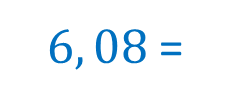 6, 08 =